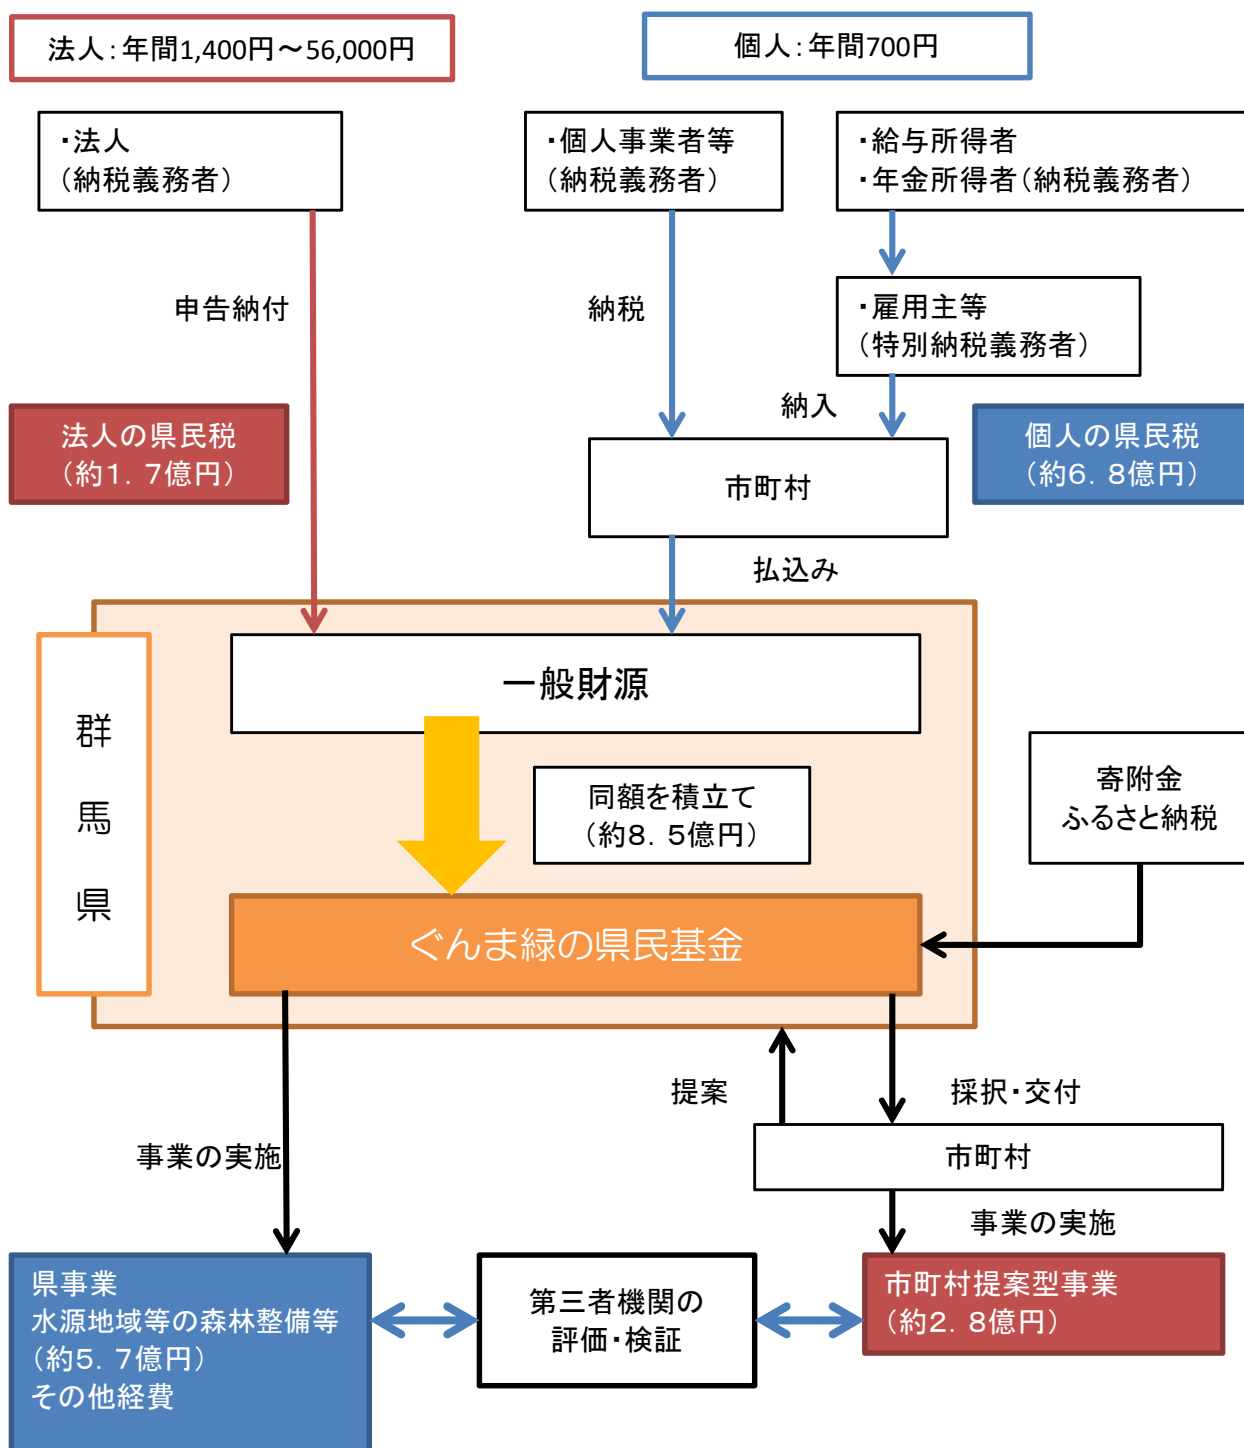 法人：年間1,400円～56,000円
個人：年間700円
・法人
（納税義務者）
・個人事業者等
（納税義務者）
・給与所得者
・年金所得者（納税義務者）
申告納付
納税
・雇用主等
（特別納税義務者）
納入
法人の県民税
（約１．７億円）
個人の県民税
（約６．８億円）
市町村
払込み
群馬県
一般財源
同額を積立て
（約８．５億円）
寄附金
ふるさと納税
ぐんま緑の県民基金
提案
採択・交付
事業の実施
市町村
事業の実施
県事業
水源地域等の森林整備等
（約５．７億円）
その他経費
第三者機関の
評価・検証
市町村提案型事業
（約２．８億円）